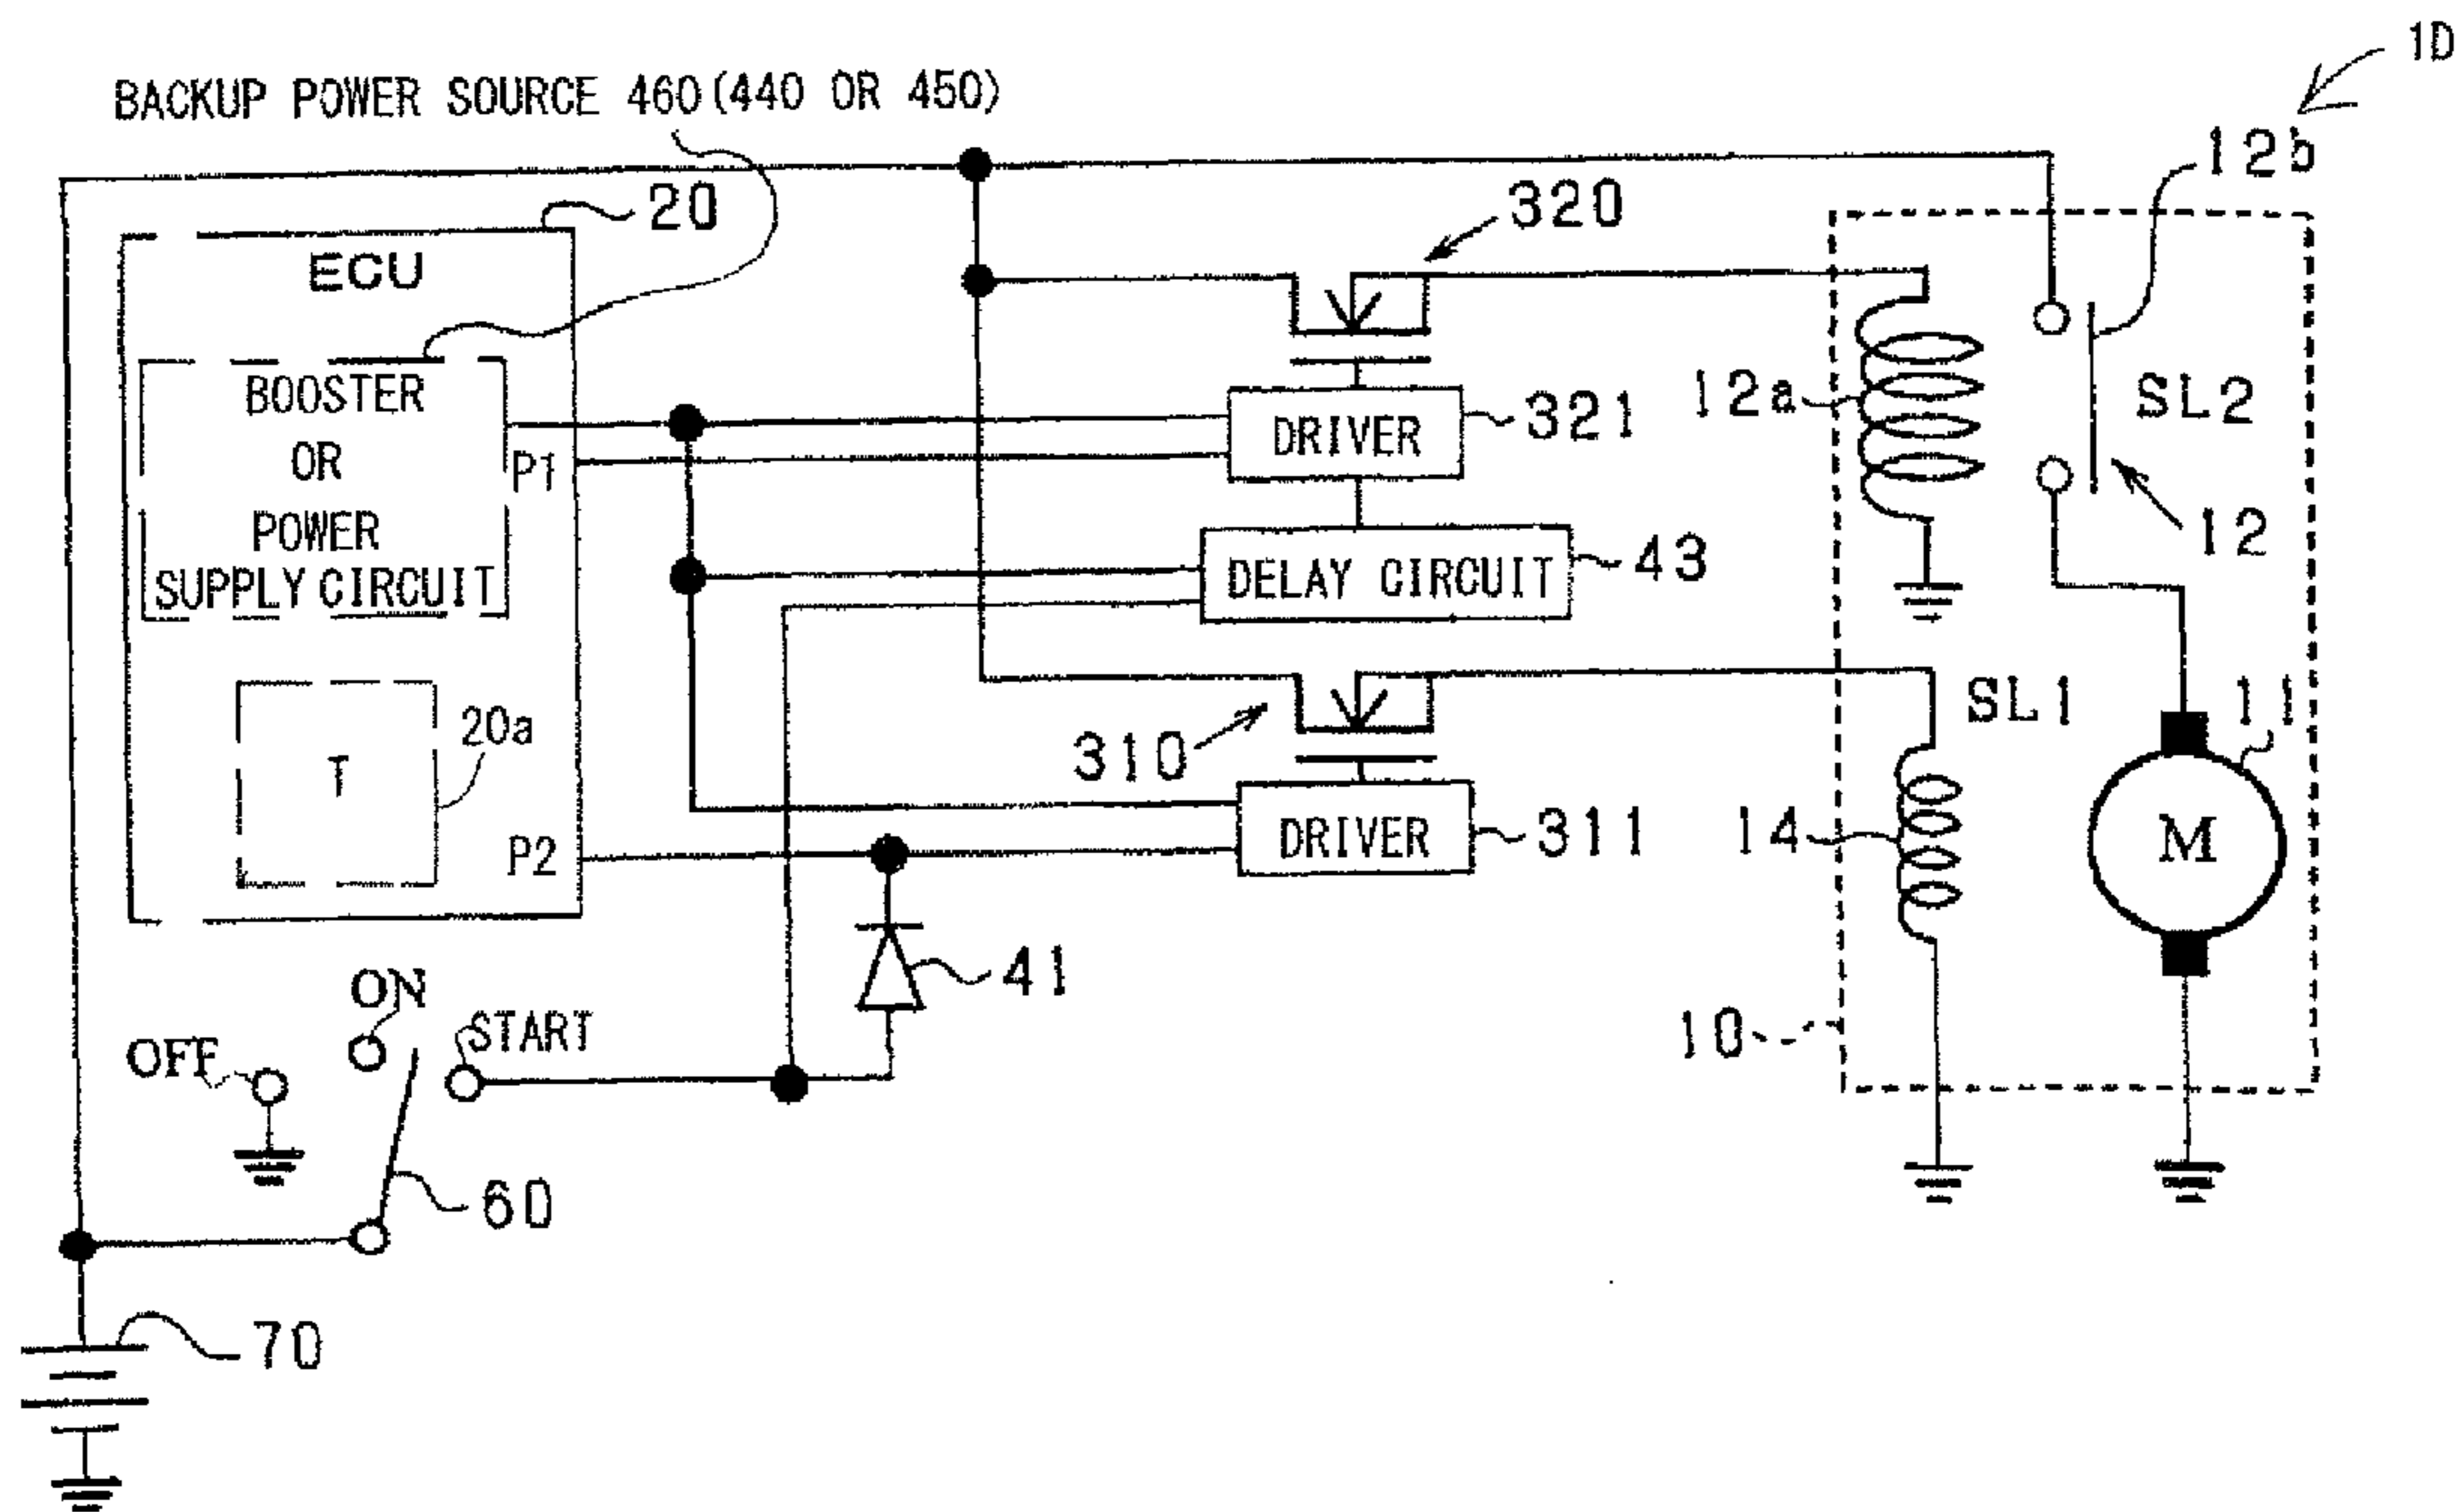 1D
BACKUP POWER SOURCE 460 (440 OR 450)
12b
20
320
ECU
BOOSTER
OR
POWER
SUPPLY CIRCUIT
P1
DRIVER
321
12a
SL2
12
DELAY CIRCUIT
43
T
20a
310
SL1
11
P2
DRIVER
311
14
M
41
ON
OFF
START
10
60
70